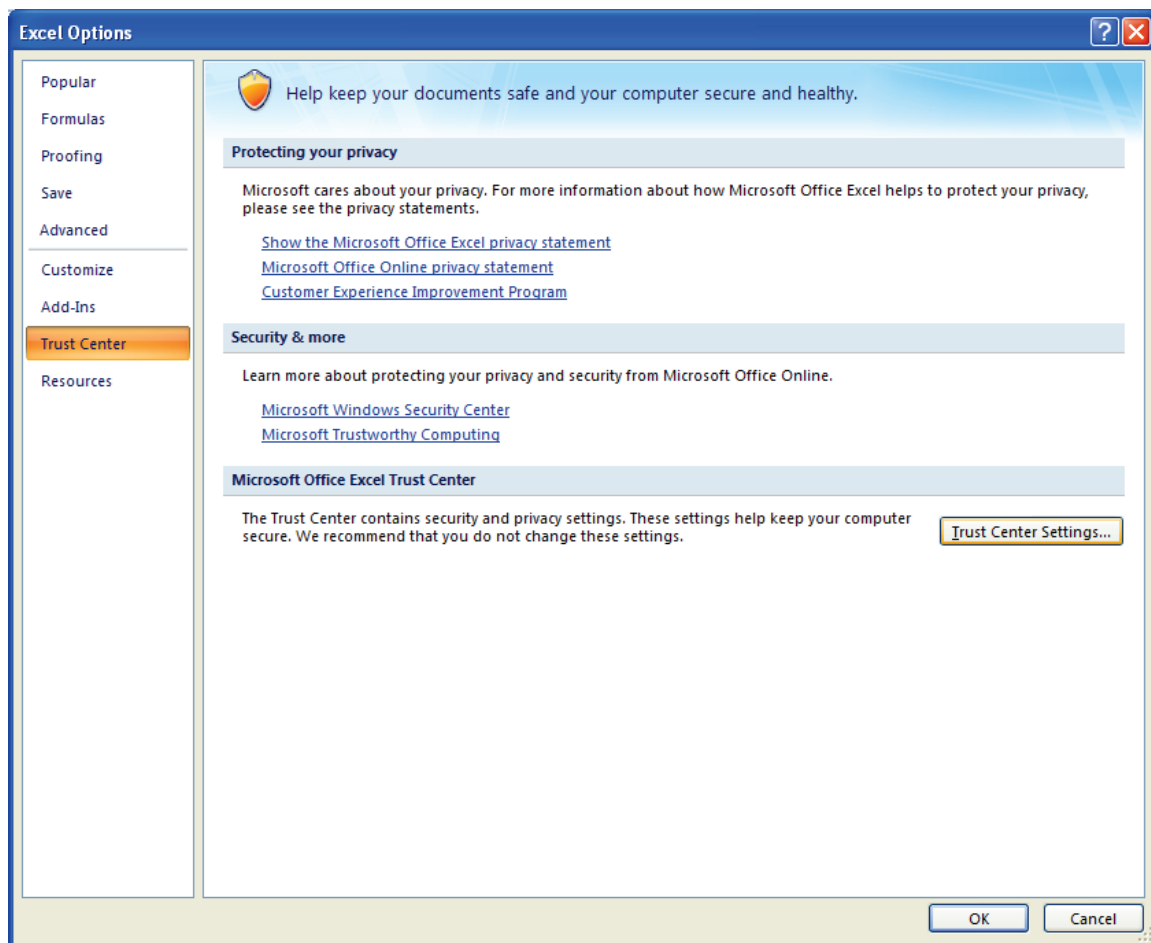 Excel Options
Popular
Formulas
Proofing
Save
Advanced
Customize
Add-Ins
Trust Center
Resources
Help keep your documents safe and your computer secure and healthy.
Protecting your privacy
Microsoft cares about your privacy. For more information about how Microsoft Office Excel helps to protect your privacy,
please see the privacy statements.
Show the Microsoft Office Excel privacy statement
Microsoft Office Online privacy statement
Customer Experience Improvement Program
Security & more
Learn more about protecting your privacy and security from Microsoft Office Online.
Microsoft Windows Security Center
Microsoft Trustworthy Computing
Microsoft Office Excel Trust Center
The Trust Center contains security and privacy settings. These settings help keep your computer
secure. We recommend that you do not change these settings.
Trust Center Settings...
OK
Cancel